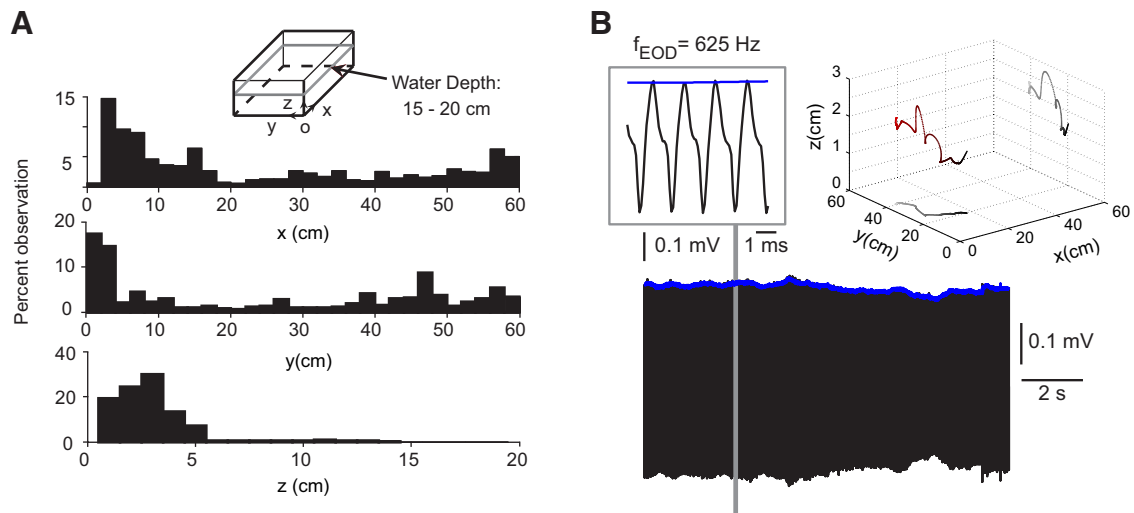 A
Water Depth:
15 - 20 cm
z
x
y
o
Percent observation
15
5
0
10
20
30
40
50
60
x (cm)
20
10
0
0
10
20
30
40
50
60
y(cm)
40
20
0
0
5
10
15
20
z (cm)
B
fEOD= 625 Hz
0.1 mV
1 ms
3
2
1
0
z(cm)
60
40
20
0
y(cm)
0
20
40
60
x(cm)
0.1 mV
2 s